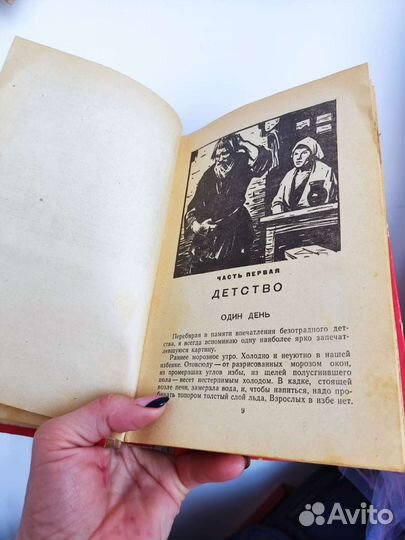 ЧАСТЬ ПЕРВАЯ
ДЕТСТВО
ОДИН ДЕНЬ
Перебирая в памяти впечатления безотрадного дет-
ства, я всегда вспоминаю одну наиболее ярко запечат-
левшуюся картину.
Раннее морозное утро. Холодно и неуютно в нашей
избенке. Отовсюду — от разрисованных морозом окон,
из промерзших углов избы, из щелей полусгнившего
пола — несет нестерпимым холодом. В кадке, стоящей
возле печи, замерзла вода, и, чтобы напиться, надо про-
бивать топором толстый слой льда. Взрослых в избе нет.
9
Avito